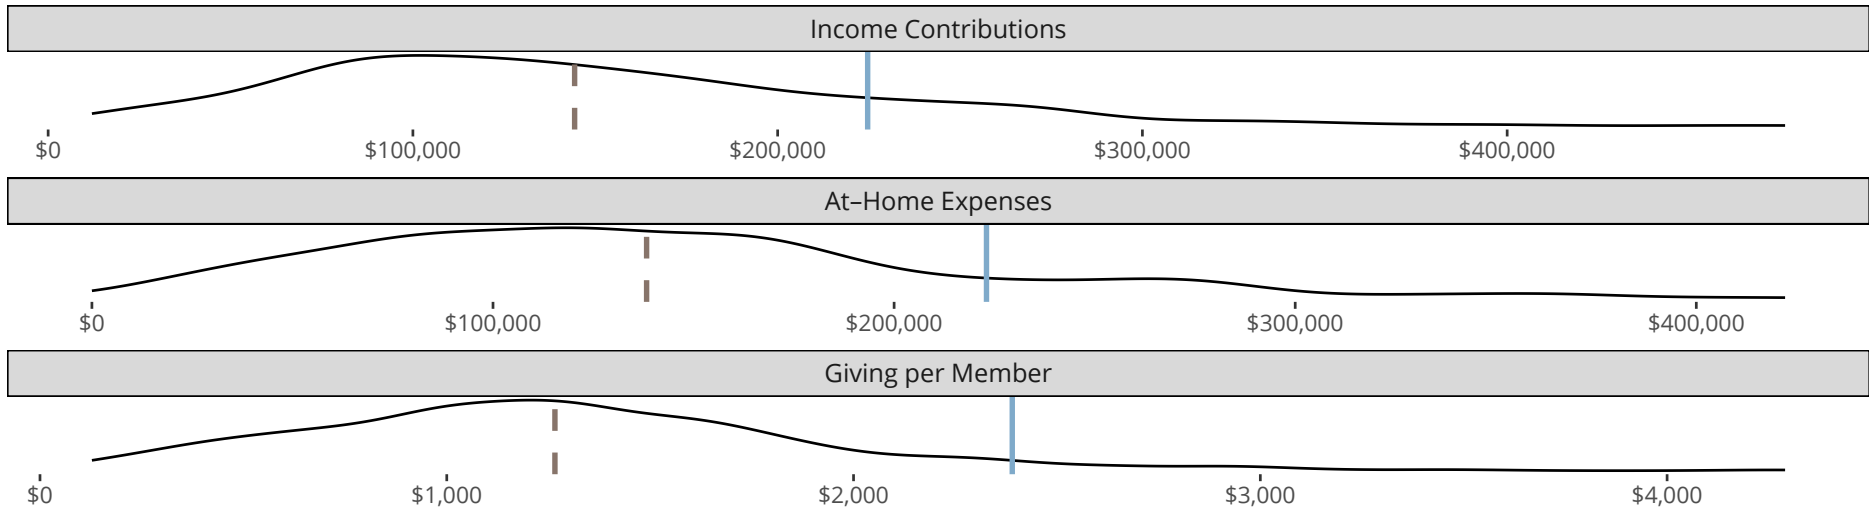 Income Contributions
$0 $100,000 $200,000 $300,000 $400,000
At–Home Expenses
$0 $100,000 $200,000 $300,000 $400,000
Giving per Member
$0 $1,000 $2,000 $3,000 $4,000